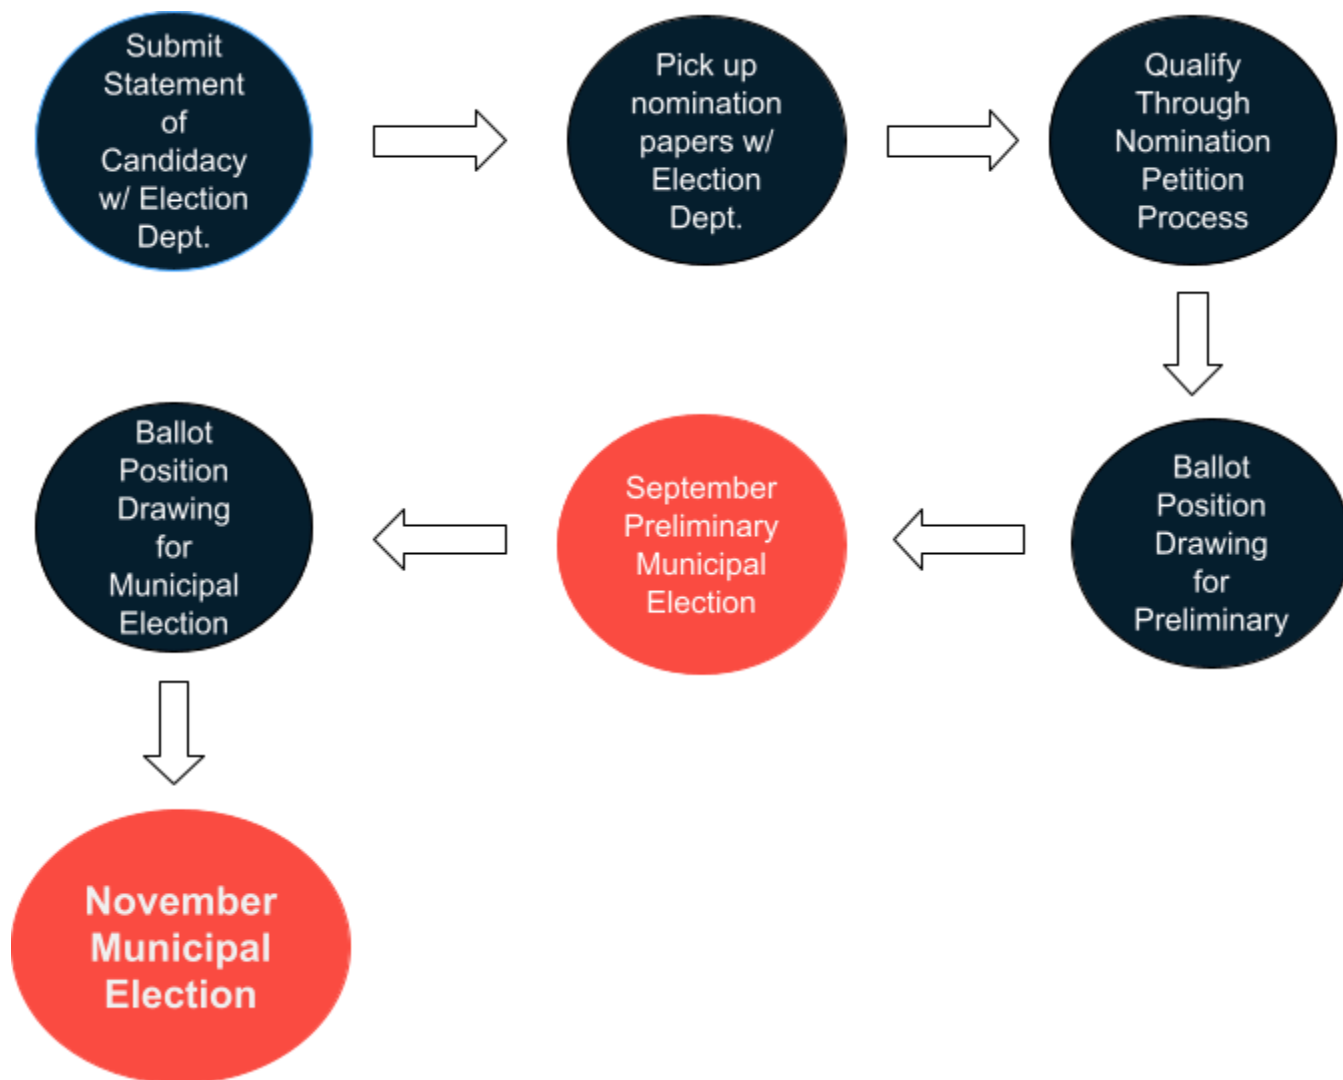 Submit
Statement
of
Candidacy
w/ Election
Dept.
Pick up
nomination
papers w/
Election
Dept.
Qualify
Through
Nomination
Petition
Process
Ballot
Position
Drawing
for
Preliminary
September
Preliminary
Municipal
Election
Ballot
Position
Drawing
for
Municipal
Election
November
Municipal
Election